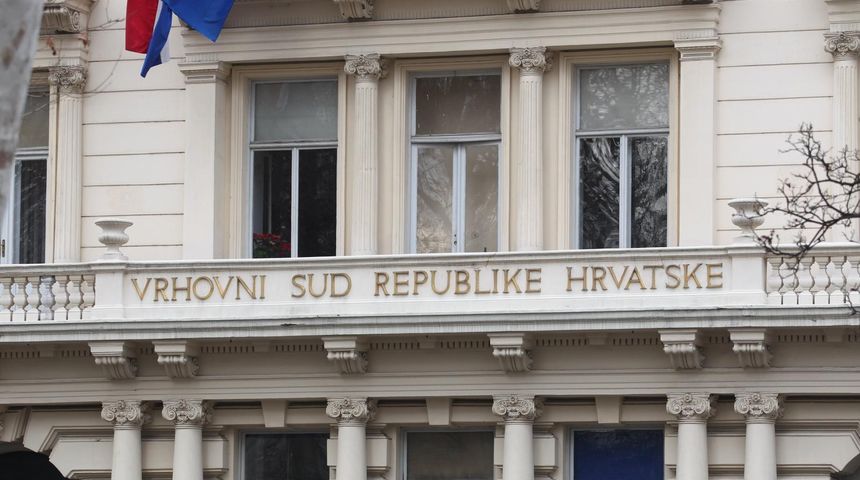 VRHOVNI SUD REPUBLIKE HRVATSKE